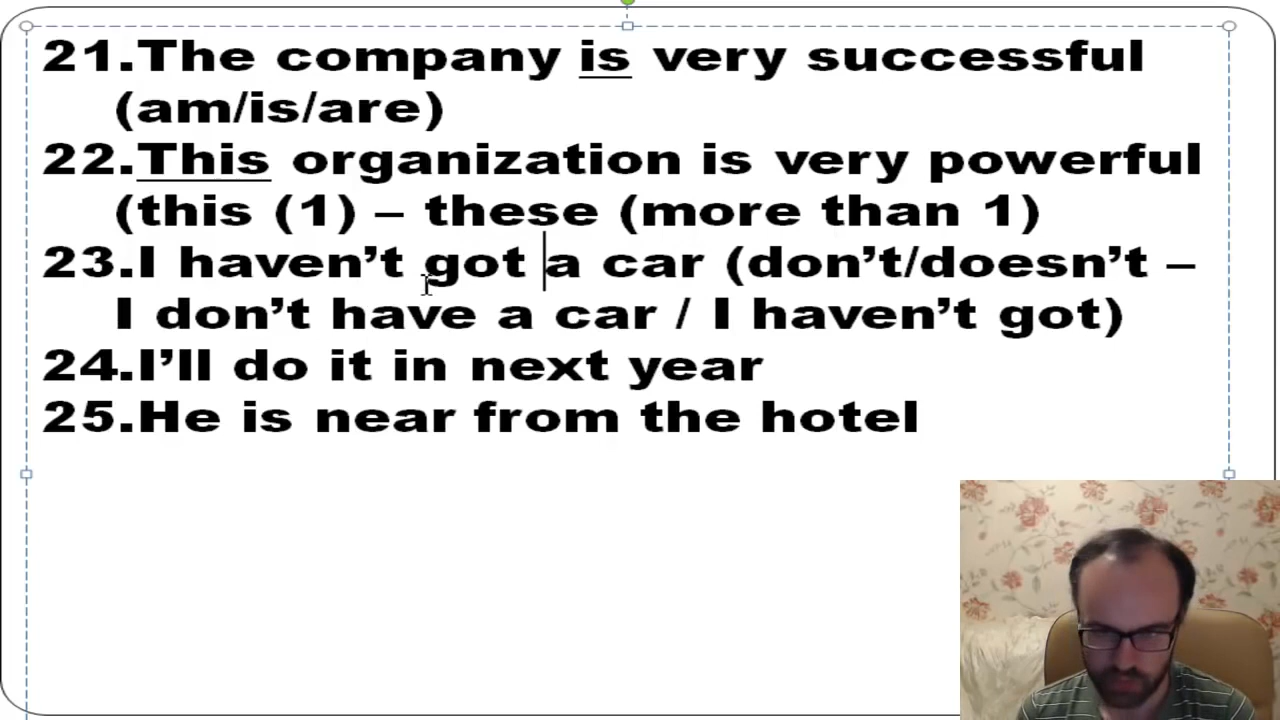 21.The company is very successful
(am/is/are)
22.This organization is very powerful
(this (1) – these (more than 1)
23.I haven’t got a car (don’t/doesn’t –
I don’t have a car / I haven’t got)
24.I’ll do it in next year
25.He is near from the hotel